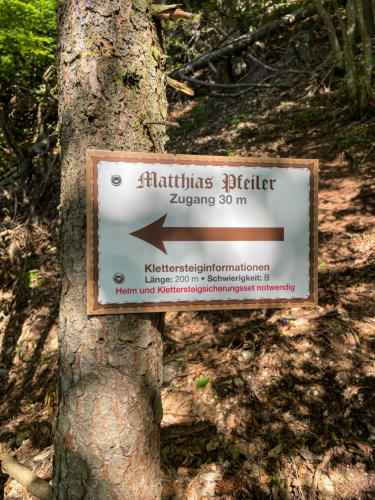 Matthias Pfeiler
Zugang 30 m
Klettersteiginformationen
Länge: 200 m • Schwierigkeit: B
Helm und Klettersteigsicherungsset notwendig